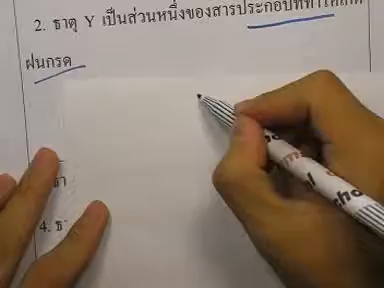 2. ธาตุ Y เป็นส่วนหนึ่งของสารประกอบที่ทำให้เกิด
ฝนกรด
ธา
4. ธ